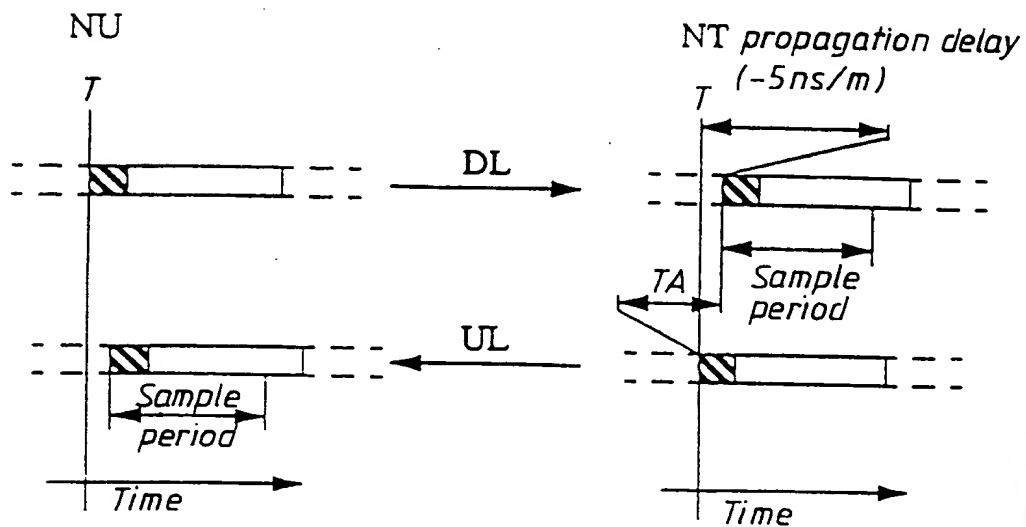 NU
NT propagation delay
(-5ns/m)
T
T
DL
Sample
period
TA
UL
Sample
period
Time
Time